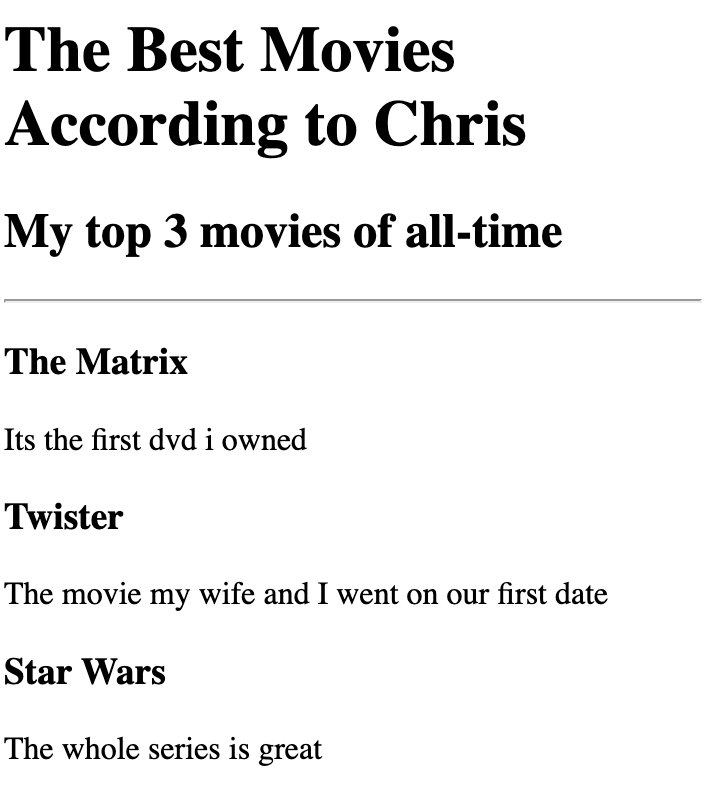 The Best Movies
According to Chris
My top 3 movies of all-time
The Matrix
Its the first dvd i owned
Twister
The movie my wife and I went on our first date
Star Wars
The whole series is great